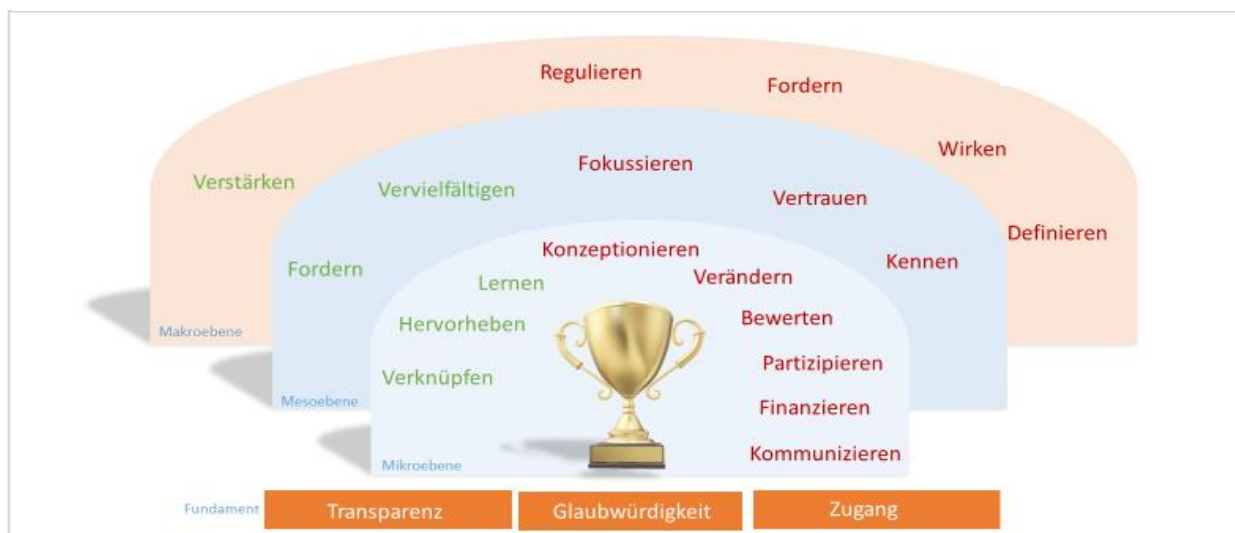 Regulieren
Fordern
Wirken
Verstärken
Definieren
Makroebene
Fokussieren
Vervielfältigen
Vertrauen
Fordern
Kennen
Mesoebene
Konzeptionieren
Lernen
Verändern
Hervorheben
Bewerten
Verknüpfen
Partizipieren
Finanzieren
Kommunizieren
Mikroebene
Fundament
Transparenz
Glaubwürdigkeit
Zugang